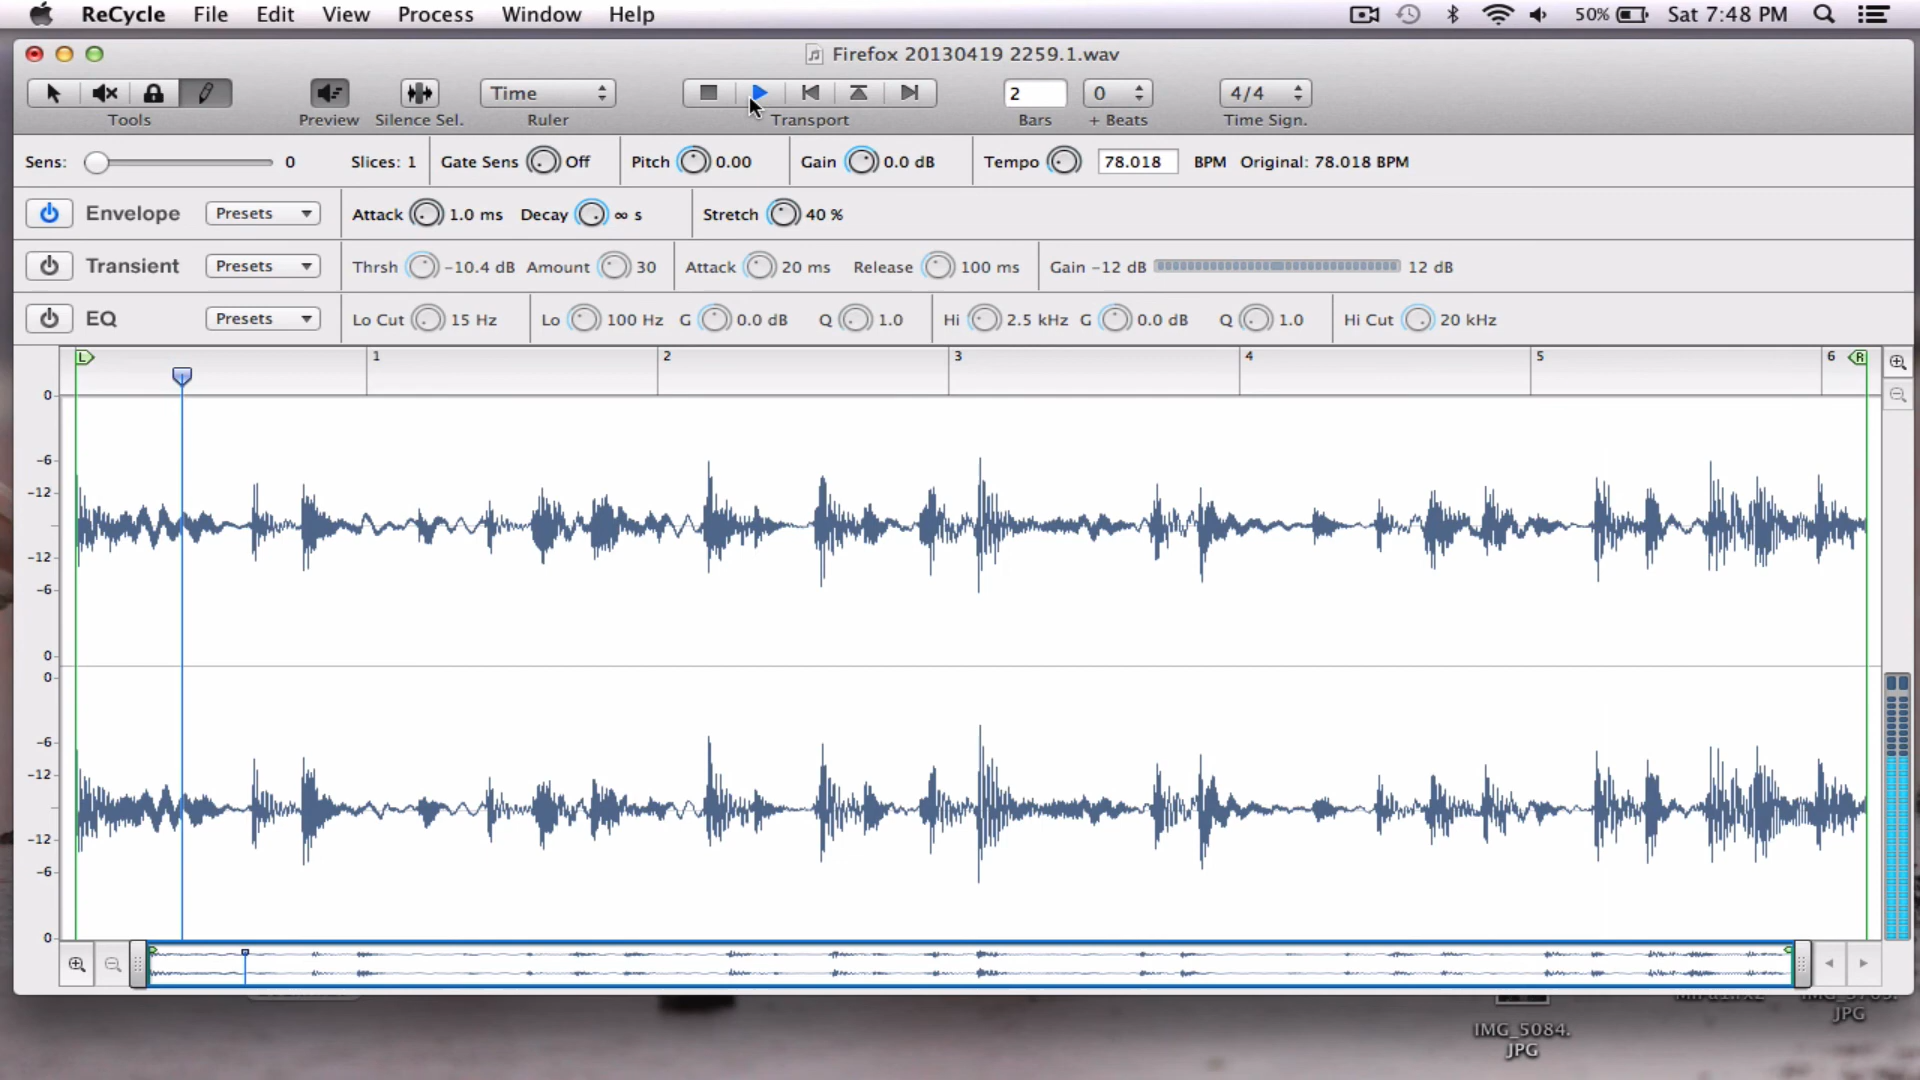 ReCycle File Edit View Process Window Help 50% Sat 7:48 PM
Firefox 20130419 2259.1.wav
Time 2 0 4/4
Tools Preview Silence Sel. Ruler Transport Bars + Beats Time Sign.
Sens: 0 Slices: 1 Gate Sens Off Pitch 0.00 Gain 0.0 dB Tempo 78.018 BPM Original: 78.018 BPM
Envelope Presets Attack 1.0 ms Decay ∞ s Stretch 40 %
Transient Presets Thrsh -10.4 dB Amount 30 Attack 20 ms Release 100 ms Gain -12 dB 12 dB
EQ Presets Lo Cut 15 Hz Lo 100 Hz G 0.0 dB Q 1.0 Hi 2.5 kHz G 0.0 dB Q 1.0 Hi Cut 20 kHz
L 1 2 3 4 5 6 R
0
-6
-12
-12
-6
0
0
-6
-12
-12
-6
0
JPG
IMG_5084.
JPG